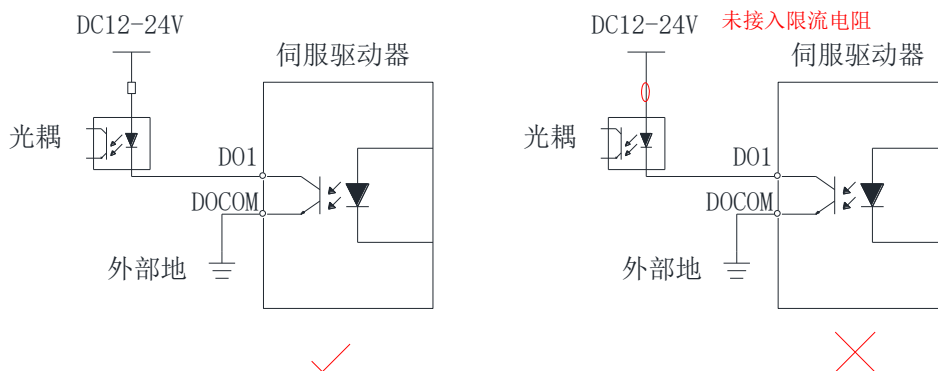 DC12-24V
伺服驱动器
光耦
DO1
DOCOM
外部地
DC12-24V
未接入限流电阻
伺服驱动器
光耦
DO1
DOCOM
外部地